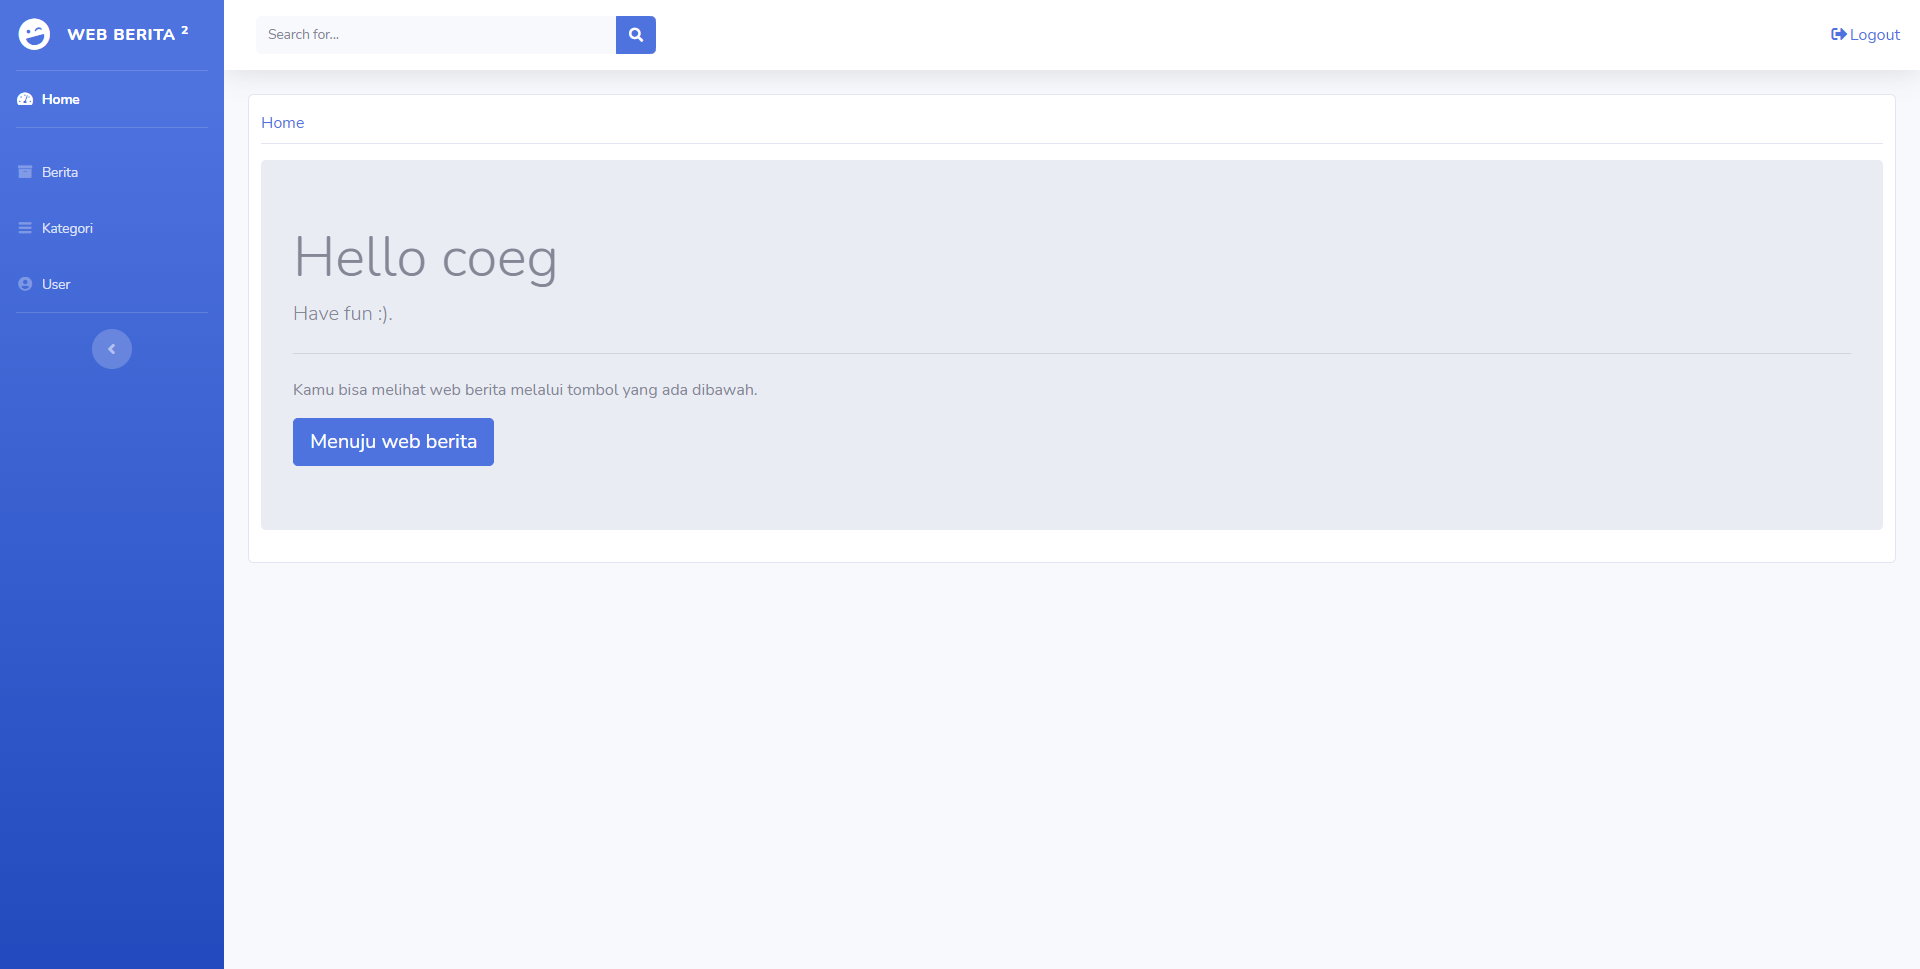 WEB BERITA ²
Home
Berita
Kategori
User
Search for...
Logout
Home
Hello coeg
Have fun :).
Kamu bisa melihat web berita melalui tombol yang ada dibawah.
Menuju web berita